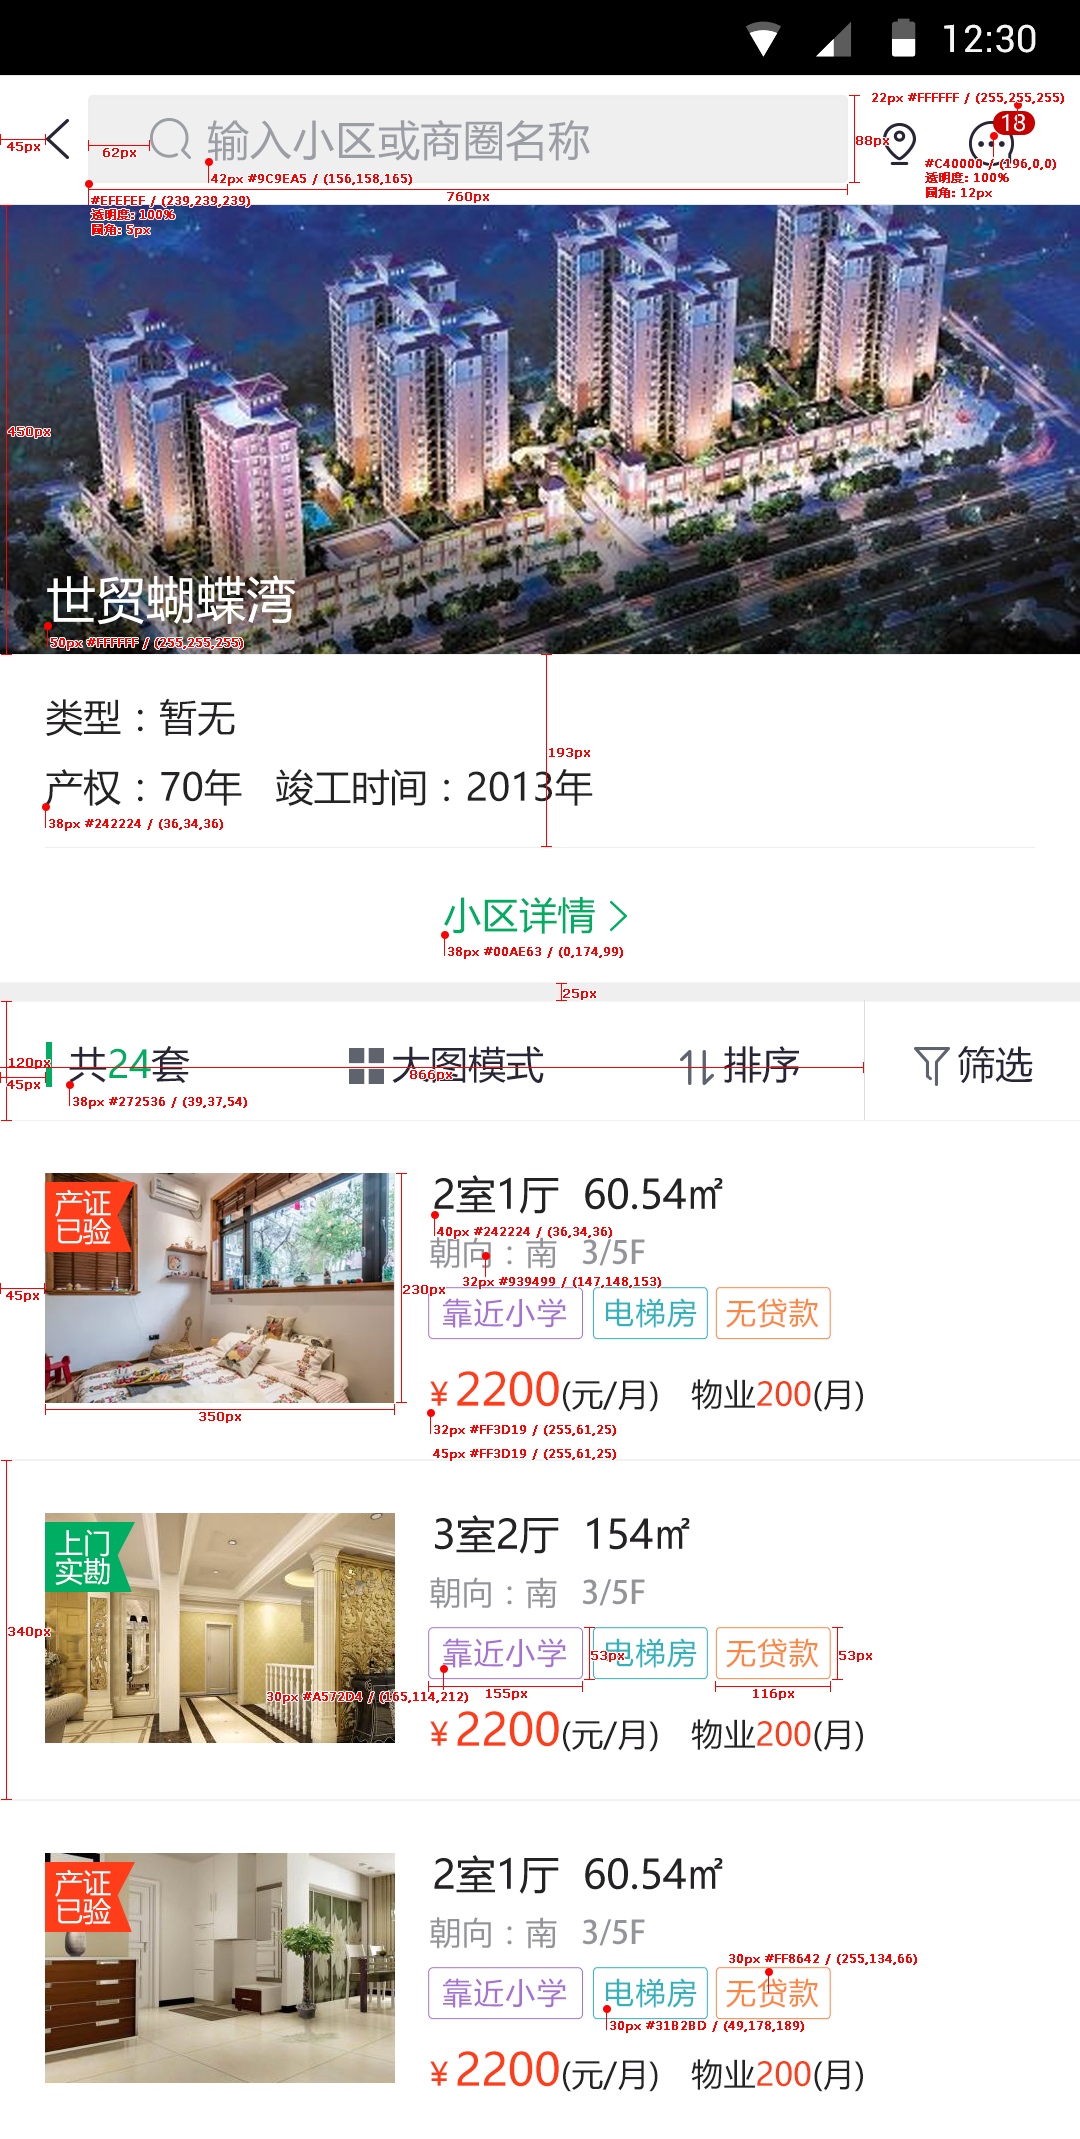 12:30
22px #FFFFFF / (255,255,255)
18
45px
62px
输入小区或商圈名称
88px
#C40000 / (196,0,0)
透明度: 100%
圆角: 12px
42px #9C9EA5 / (156,158,165)
760px
#EFEFEF / (239,239,239)
透明度: 100%
圆角: 5px
450px
世贸蝴蝶湾
50px #FFFFFF / (255,255,255)
类型：暂无
193px
产权：70年 竣工时间：2013年
38px #242224 / (36,34,36)
小区详情
38px #00AE63 / (0,174,99)
25px
120px
45px
共24套
大图模式
866px
排序
筛选
38px #272536 / (39,37,54)
产证
已验
2室1厅 60.54㎡
40px #242224 / (36,34,36)
朝向：南 3/5F
32px #939499 / (147,148,153)
45px
230px
靠近小学 电梯房 无贷款
¥2200(元/月) 物业200(月)
350px
32px #FF3D19 / (255,61,25)
45px #FF3D19 / (255,61,25)
上门
实勘
3室2厅 154㎡
朝向：南 3/5F
340px
靠近小学 电梯房 无贷款
53px
53px
30px #A572D4 / (165,114,212)
155px
116px
¥2200(元/月) 物业200(月)
产证
已验
2室1厅 60.54㎡
朝向：南 3/5F
30px #FF8642 / (255,134,66)
靠近小学 电梯房 无贷款
30px #31B2BD / (49,178,189)
¥2200(元/月) 物业200(月)